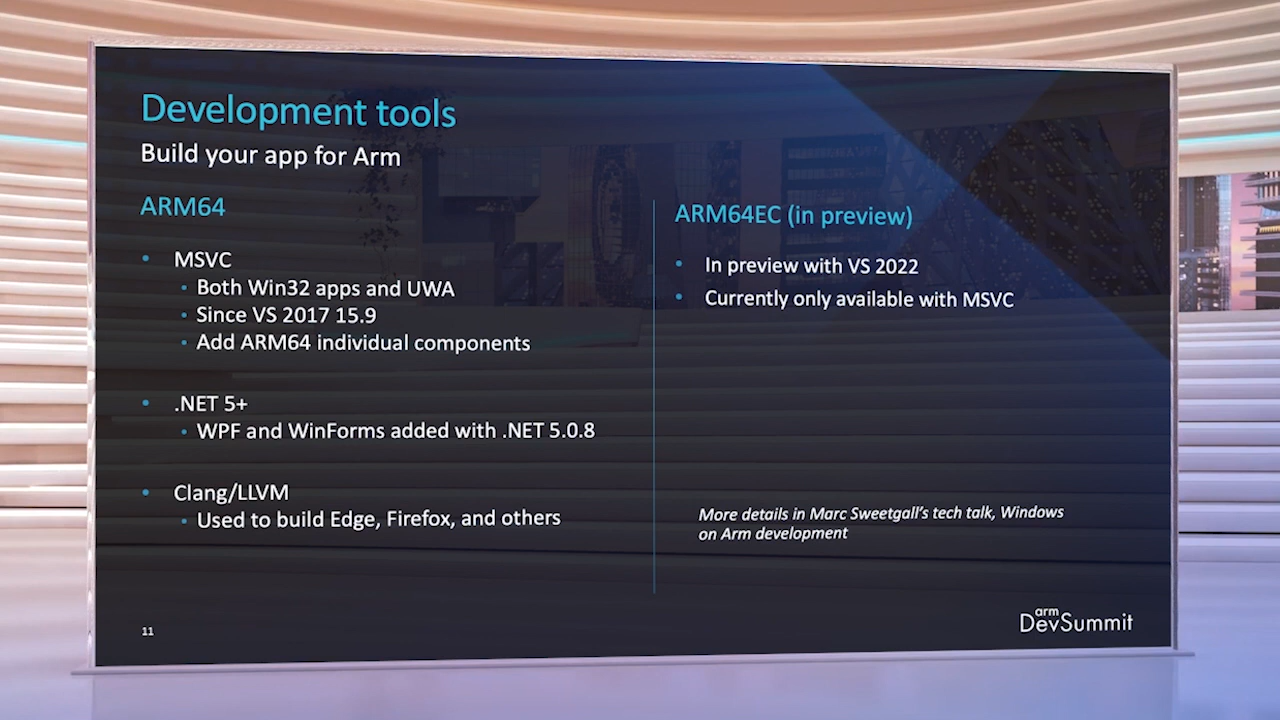 Development tools
Build your app for Arm
ARM64
• MSVC
• Both Win32 apps and UWA
• Since VS 2017 15.9
• Add ARM64 individual components
• .NET 5+
• WPF and WinForms added with .NET 5.0.8
• Clang/LLVM
• Used to build Edge, Firefox, and others
ARM64EC (in preview)
• In preview with VS 2022
• Currently only available with MSVC
More details in Marc Sweetgall's tech talk, Windows
on Arm development
11
arm
DevSummit